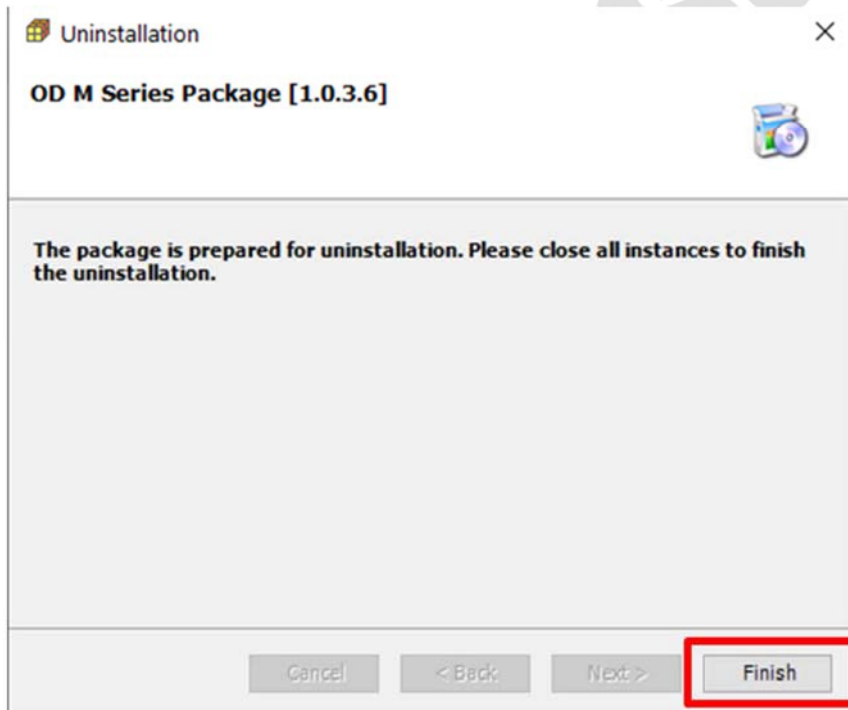 Uninstallation
OD M Series Package [1.0.3.6]
The package is prepared for uninstallation. Please close all instances to finish
the uninstallation.
Cancel < Back Next > Finish